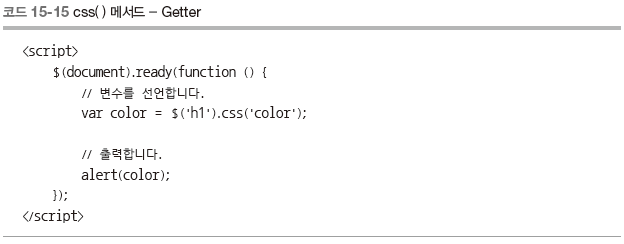 코드 15-15 css( ) 메서드 – Getter
<script>
    $(document).ready(function () {
        // 변수를 선언합니다.
        var color = $('h1').css('color');

        // 출력합니다.
        alert(color);
    });
</script>